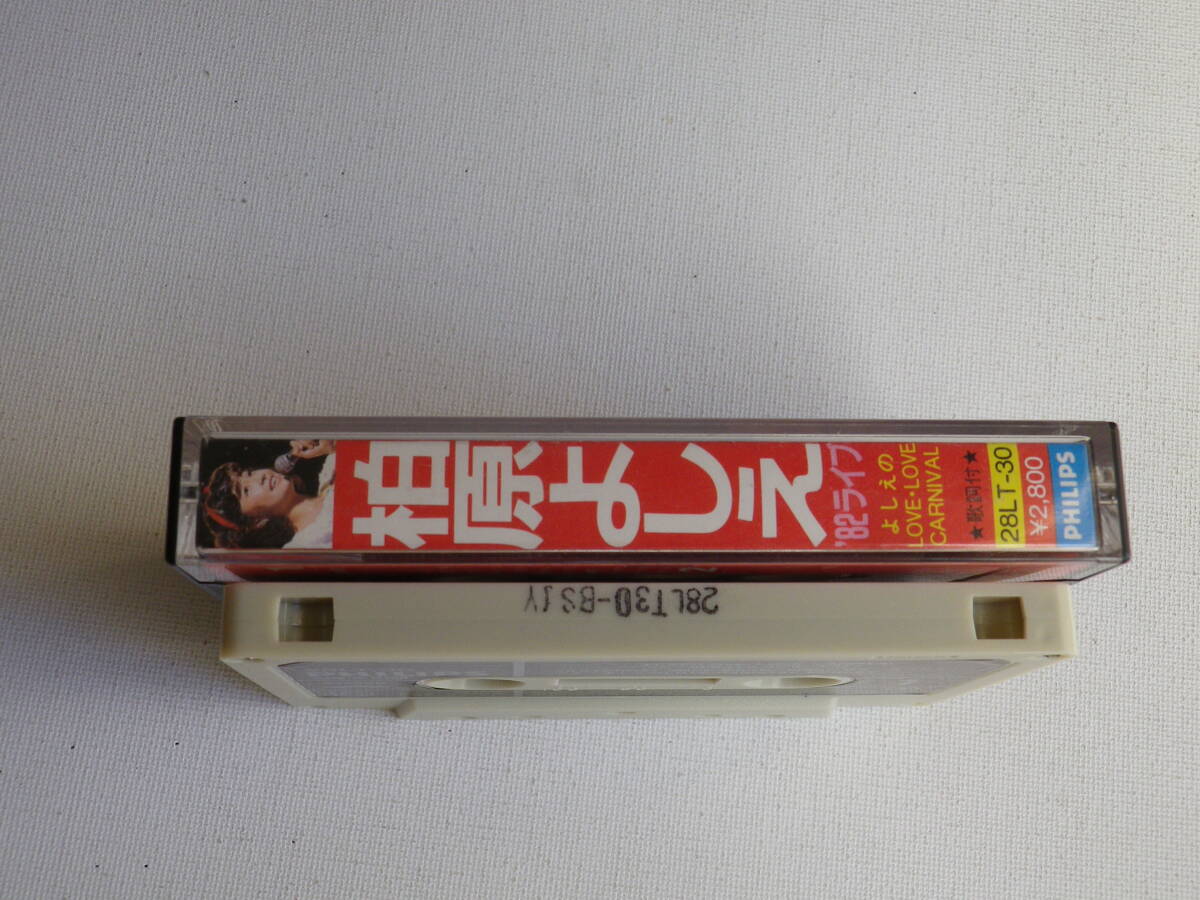 柏原よしえ
'82ライブ
よしえの
LOVE・LOVE
CARNIVAL
★歌詞付★
28LT-30
¥2,800
PHILIPS
28LT30-BSJY